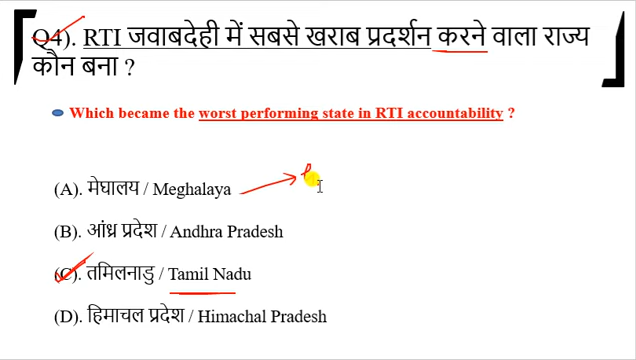 Q4). RTI जवाबदेही में सबसे खराब प्रदर्शन करने वाला राज्य
कौन बना ?
Which became the worst performing state in RTI accountability ?
(A). मेघालय / Meghalaya
(B). आंध्र प्रदेश / Andhra Pradesh
(C). तमिलनाडु / Tamil Nadu
(D). हिमाचल प्रदेश / Himachal Pradesh